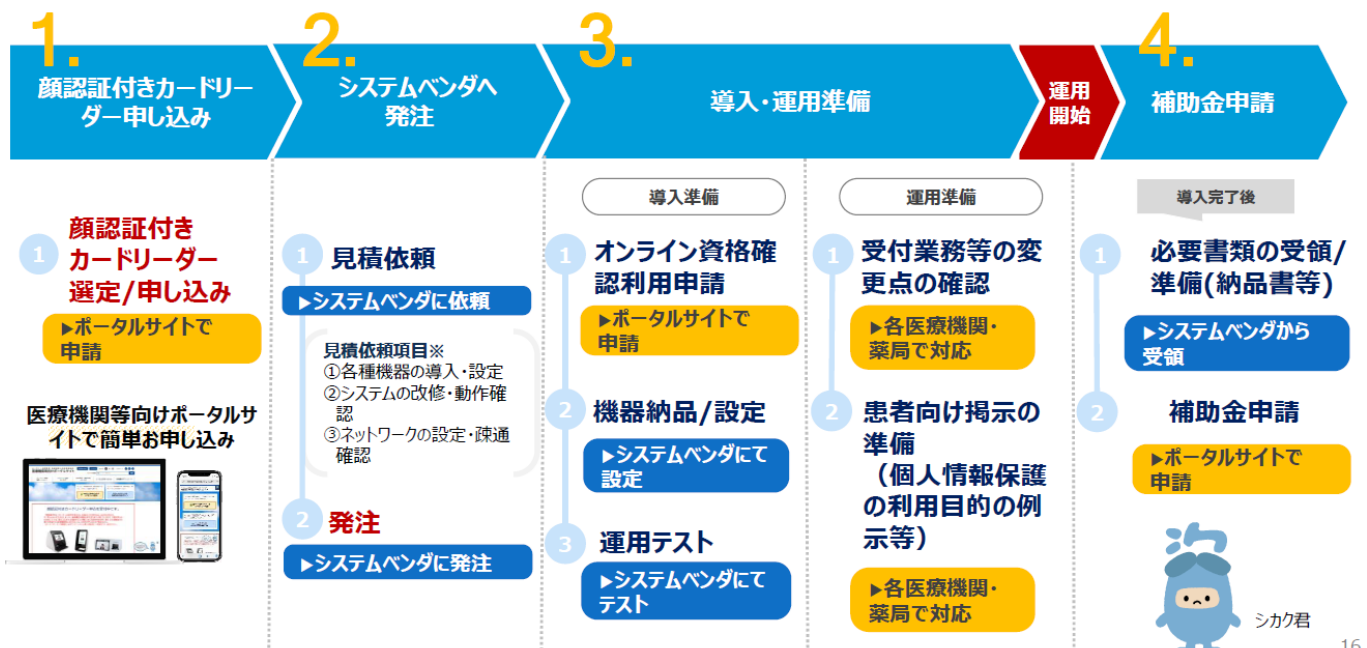 1.
顔認証付きカードリー
ダー申し込み
2.
システムベンダへ
発注
3.
導入・運用準備
運用
開始
4.
補助金申請
1
顔認証付き
カードリーダー
選定/申し込み
▶ポータルサイトで
申請
医療機関等向けポータルサ
イトで簡単お申し込み
1
見積依頼
▶システムベンダに依頼
見積依頼項目※
①各種機器の導入・設定
②システムの改修・動作確
認
③ネットワークの設定・疎通
確認
2
発注
▶システムベンダに発注
導入準備
1
オンライン資格確
認利用申請
▶ポータルサイトで
申請
2
機器納品/設定
▶システムベンダにて
設定
3
運用テスト
▶システムベンダにて
テスト
運用準備
1
受付業務等の変
更点の確認
▶各医療機関・
薬局で対応
2
患者向け掲示の
準備
（個人情報保護
の利用目的の例
示等）
▶各医療機関・
薬局で対応
導入完了後
1
必要書類の受領/
準備(納品書等)
▶システムベンダから
受領
2
補助金申請
▶ポータルサイトで
申請
シカク君
16